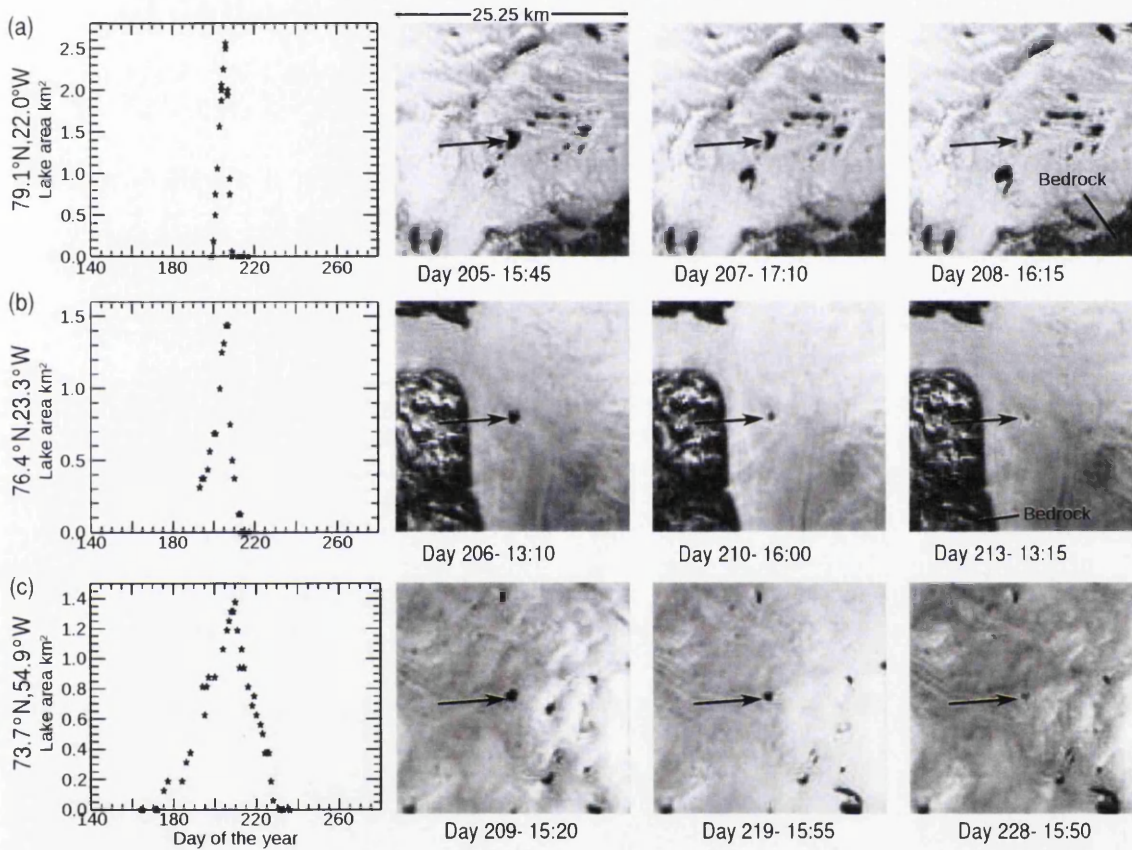 (a)
79.1°N,22.0°W
Lake area km²
2.5
2.0
1.5
1.0
0.5
0.0
140 180 220 260
25.25 km
Bedrock
Day 205- 15:45
Day 207- 17:10
Day 208- 16:15
(b)
76.4°N,23.3°W
Lake area km²
1.5
1.0
0.5
0.0
140 180 220 260
Bedrock
Day 206- 13:10
Day 210- 16:00
Day 213- 13:15
(c)
73.7°N,54.9°W
Lake area km²
1.4
1.2
1.0
0.8
0.6
0.4
0.2
0.0
140 180 220 260
Day of the year
Day 209- 15:20
Day 219- 15:55
Day 228- 15:50